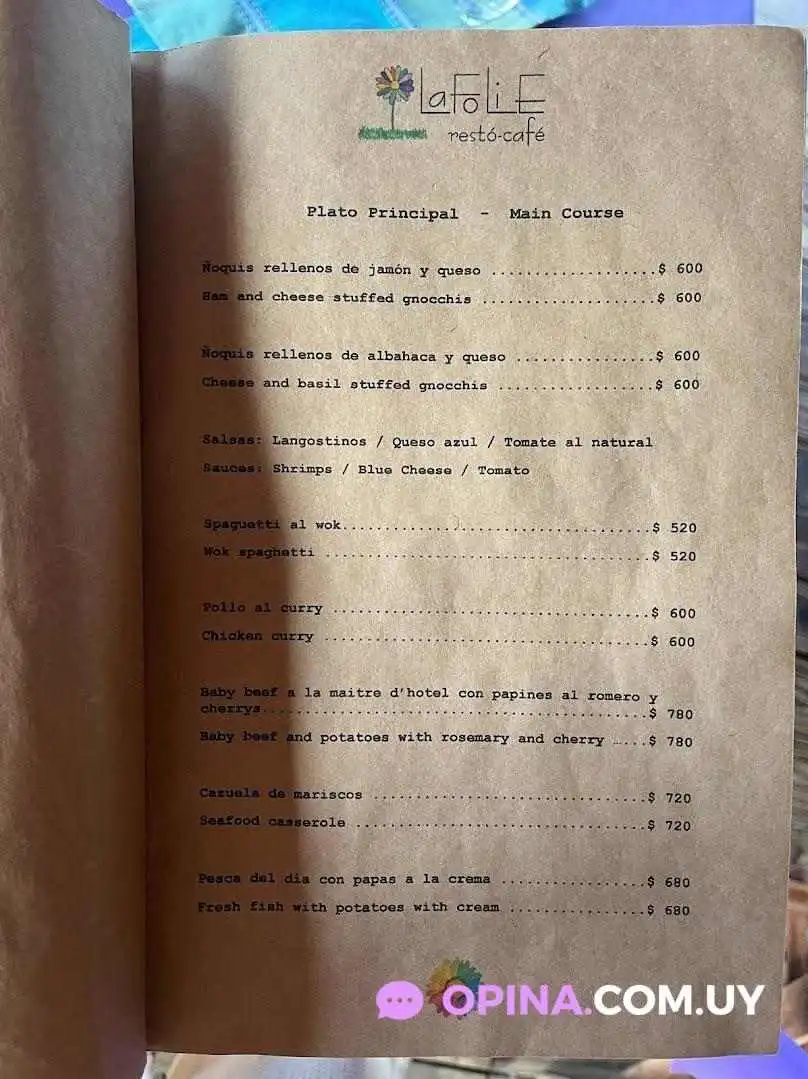 LaFoLiE
restó-café
Plato Principal - Main Course
Ñoquis rellenos de jamón y queso ...................$ 600
Ham and cheese stuffed gnocchis ....................$ 600
Ñoquis rellenos de albahaca y queso ................$ 600
Cheese and basil stuffed gnocchis ..................$ 600
Salsas: Langostinos / Queso azul / Tomate al natural
Sauces: Shrimps / Blue Cheese / Tomato
Spaguetti al wok....................................$ 520
Wok spaghetti ......................................$ 520
Pollo al curry .....................................$ 600
Chicken curry ......................................$ 600
Baby beef a la maitre d'hotel con papines al romero y
cherrys.............................................$ 780
Baby beef and potatoes with rosemary and cherry ......$ 780
Cazuela de mariscos ................................$ 720
Seafood casserole ..................................$ 720
Pesca del dia con papas a la crema .................$ 680
Fresh fish with potatoes with cream ................$ 680
OPINA.COM.UY